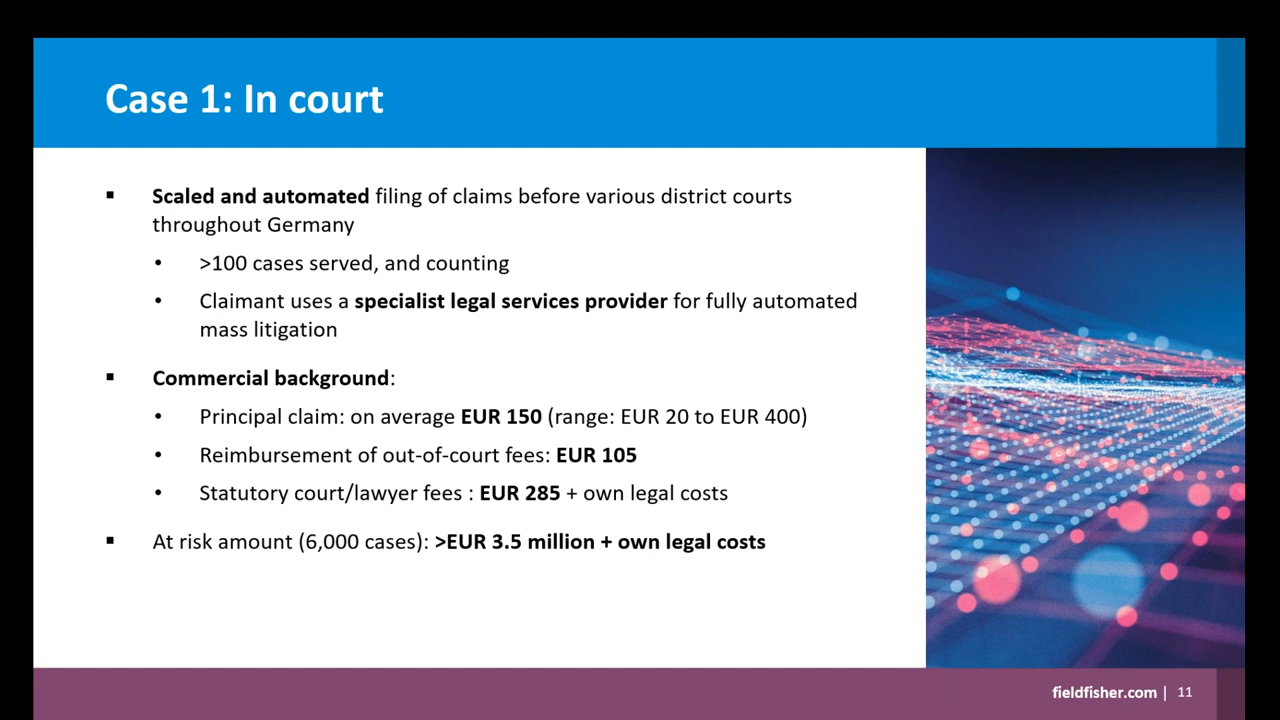 Case 1: In court
▪ Scaled and automated filing of claims before various district courts
throughout Germany
• >100 cases served, and counting
• Claimant uses a specialist legal services provider for fully automated
mass litigation
▪ Commercial background:
• Principal claim: on average EUR 150 (range: EUR 20 to EUR 400)
• Reimbursement of out-of-court fees: EUR 105
• Statutory court/lawyer fees : EUR 285 + own legal costs
▪ At risk amount (6,000 cases): >EUR 3.5 million + own legal costs
fieldfisher.com | 11